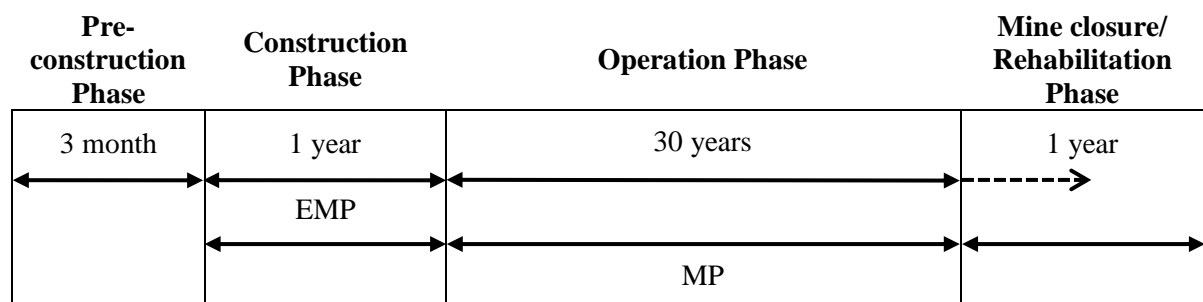 Pre-
construction
Phase
Construction
Phase
Operation Phase
Mine closure/
Rehabilitation
Phase
3 month
1 year
30 years
1 year
EMP
MP